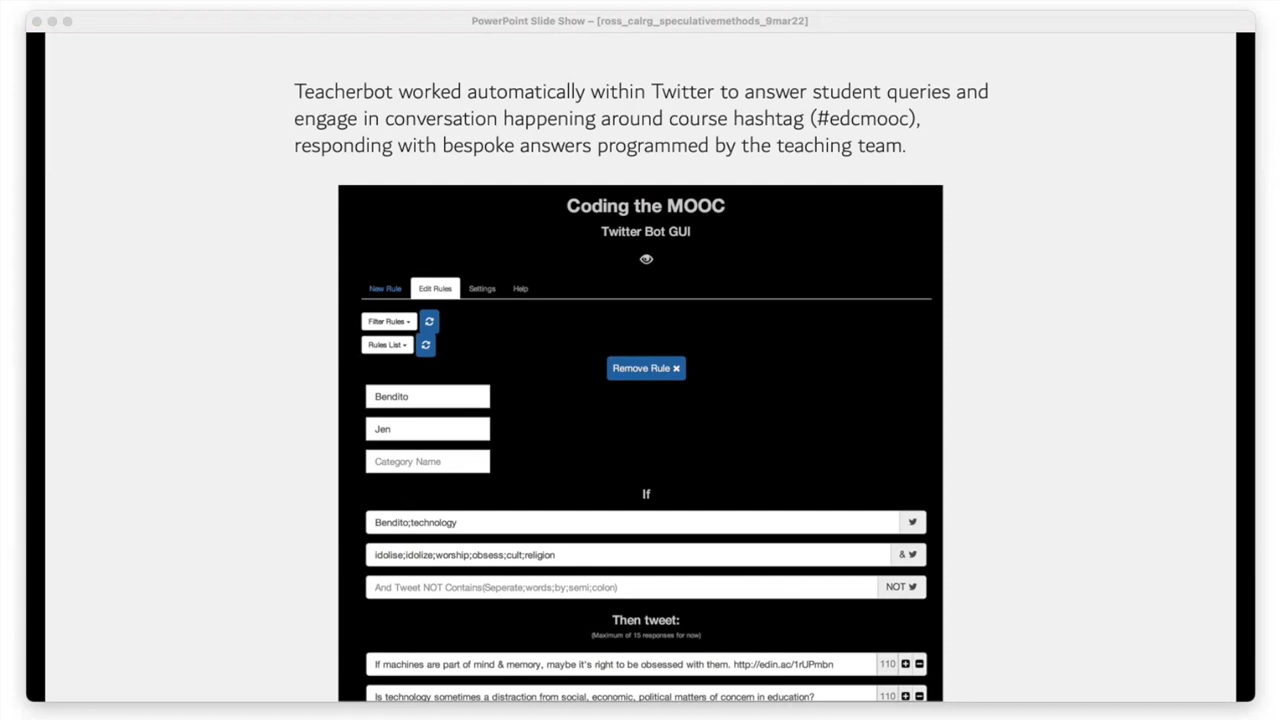 PowerPoint Slide Show – [ross_calrg_speculativemethods_9mar22]
Teacherbot worked automatically within Twitter to answer student queries and
engage in conversation happening around course hashtag (#edcmooc),
responding with bespoke answers programmed by the teaching team.
Coding the MOOC
Twitter Bot GUI
New Rule Edit Rules Settings Help
Filter Rules
Rules List
Remove Rule ×
Bendito
Jen
Category Name
If
Bendito;technology
idolise;idolize;worship;obsess;cult;religion &
And Tweet NOT Contains(Seperate;words;by;semi;colon) NOT
Then tweet:
(Maximum of 15 responses for now)
If machines are part of mind & memory, maybe it's right to be obsessed with them. http://edin.ac/1rUPmbn 110
Is technology sometimes a distraction from social, economic, political matters of concern in education? 110